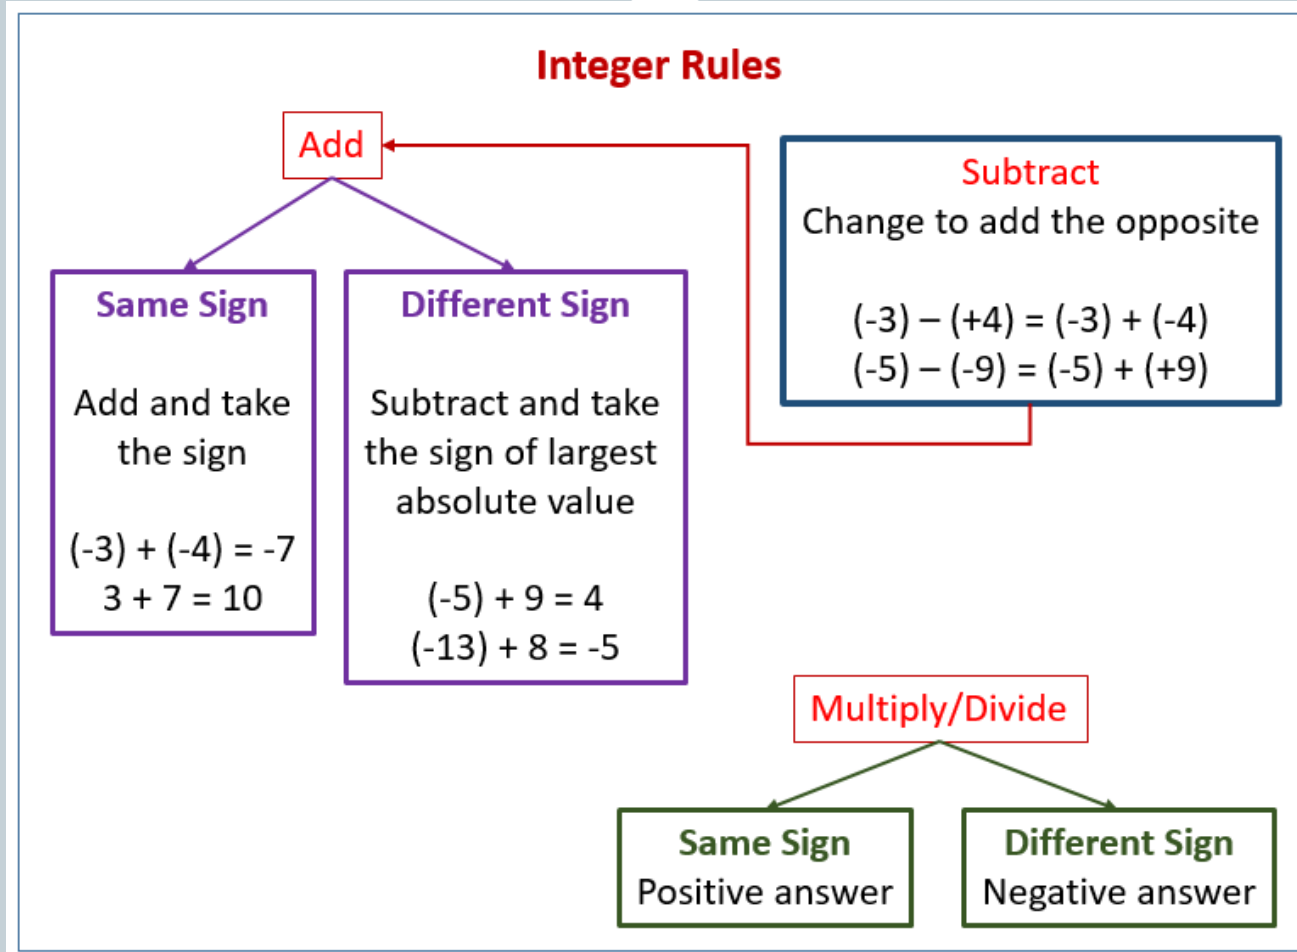 Integer Rules
Add
Same Sign
Add and take
the sign
(-3) + (-4) = -7
3 + 7 = 10
Different Sign
Subtract and take
the sign of largest
absolute value
(-5) + 9 = 4
(-13) + 8 = -5
Subtract
Change to add the opposite
(-3) – (+4) = (-3) + (-4)
(-5) – (-9) = (-5) + (+9)
Multiply/Divide
Same Sign
Positive answer
Different Sign
Negative answer